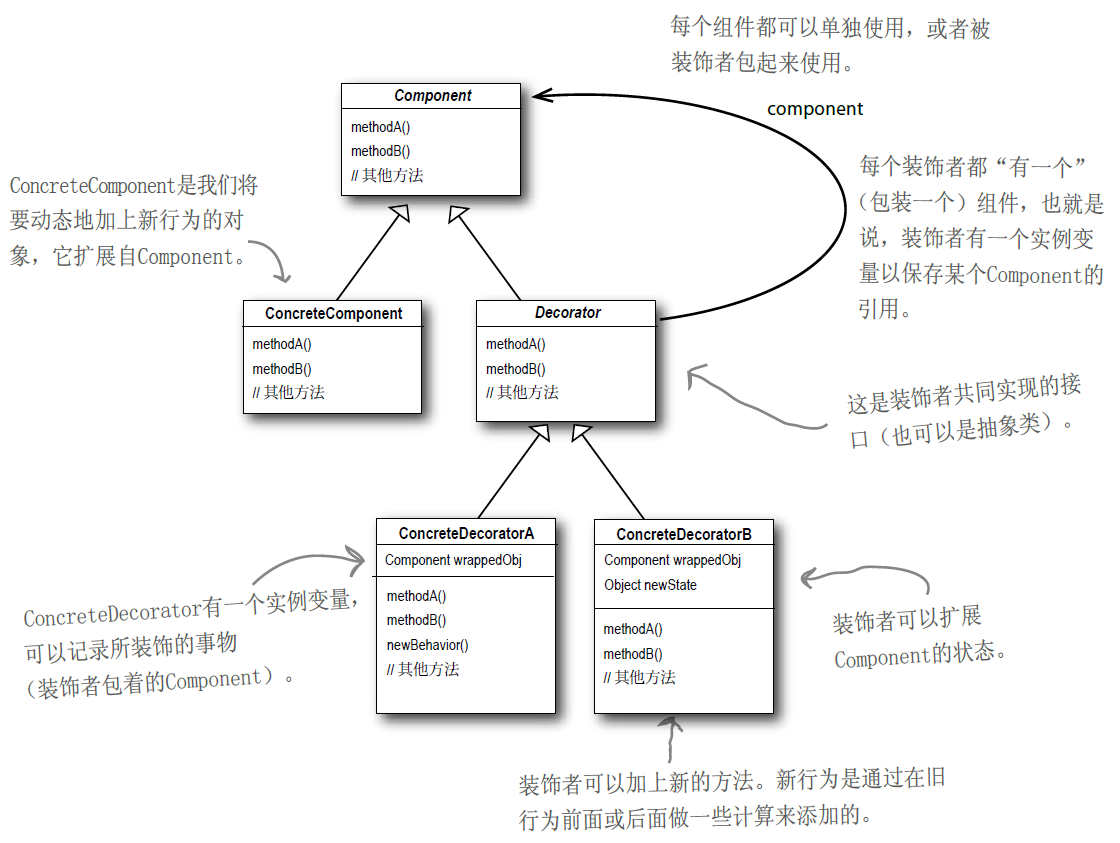 每个组件都可以单独使用，或者被
装饰者包起来使用。
Component
methodA()
methodB()
// 其他方法
component
每个装饰者都“有一个”
（包装一个）组件，也就是
说，装饰者有一个实例变
量以保存某个Component的
引用。
ConcreteComponent是我们将
要动态地加上新行为的对
象，它扩展自Component。
ConcreteComponent
methodA()
methodB()
// 其他方法
Decorator
methodA()
methodB()
// 其他方法
这是装饰者共同实现的接
口（也可以是抽象类）。
ConcreteDecoratorA
Component wrappedObj
methodA()
methodB()
newBehavior()
// 其他方法
ConcreteDecoratorB
Component wrappedObj
Object newState
methodA()
methodB()
// 其他方法
ConcreteDecorator有一个实例变量，
可以记录所装饰的事物
（装饰者包着的Component）。
装饰者可以扩展
Component的状态。
装饰者可以加上新的方法。新行为是通过在旧
行为前面或后面做一些计算来添加的。